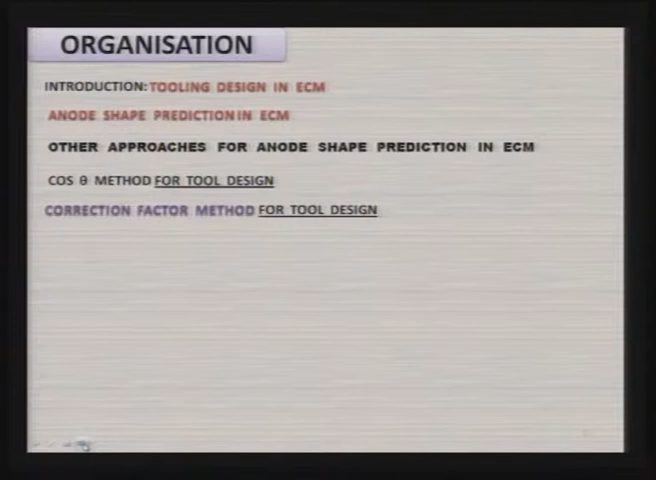 ORGANISATION
INTRODUCTION: TOOLING DESIGN IN ECM
ANODE SHAPE PREDICTION IN ECM
OTHER APPROACHES FOR ANODE SHAPE PREDICTION IN ECM
COS θ METHOD FOR TOOL DESIGN
CORRECTION FACTOR METHOD FOR TOOL DESIGN